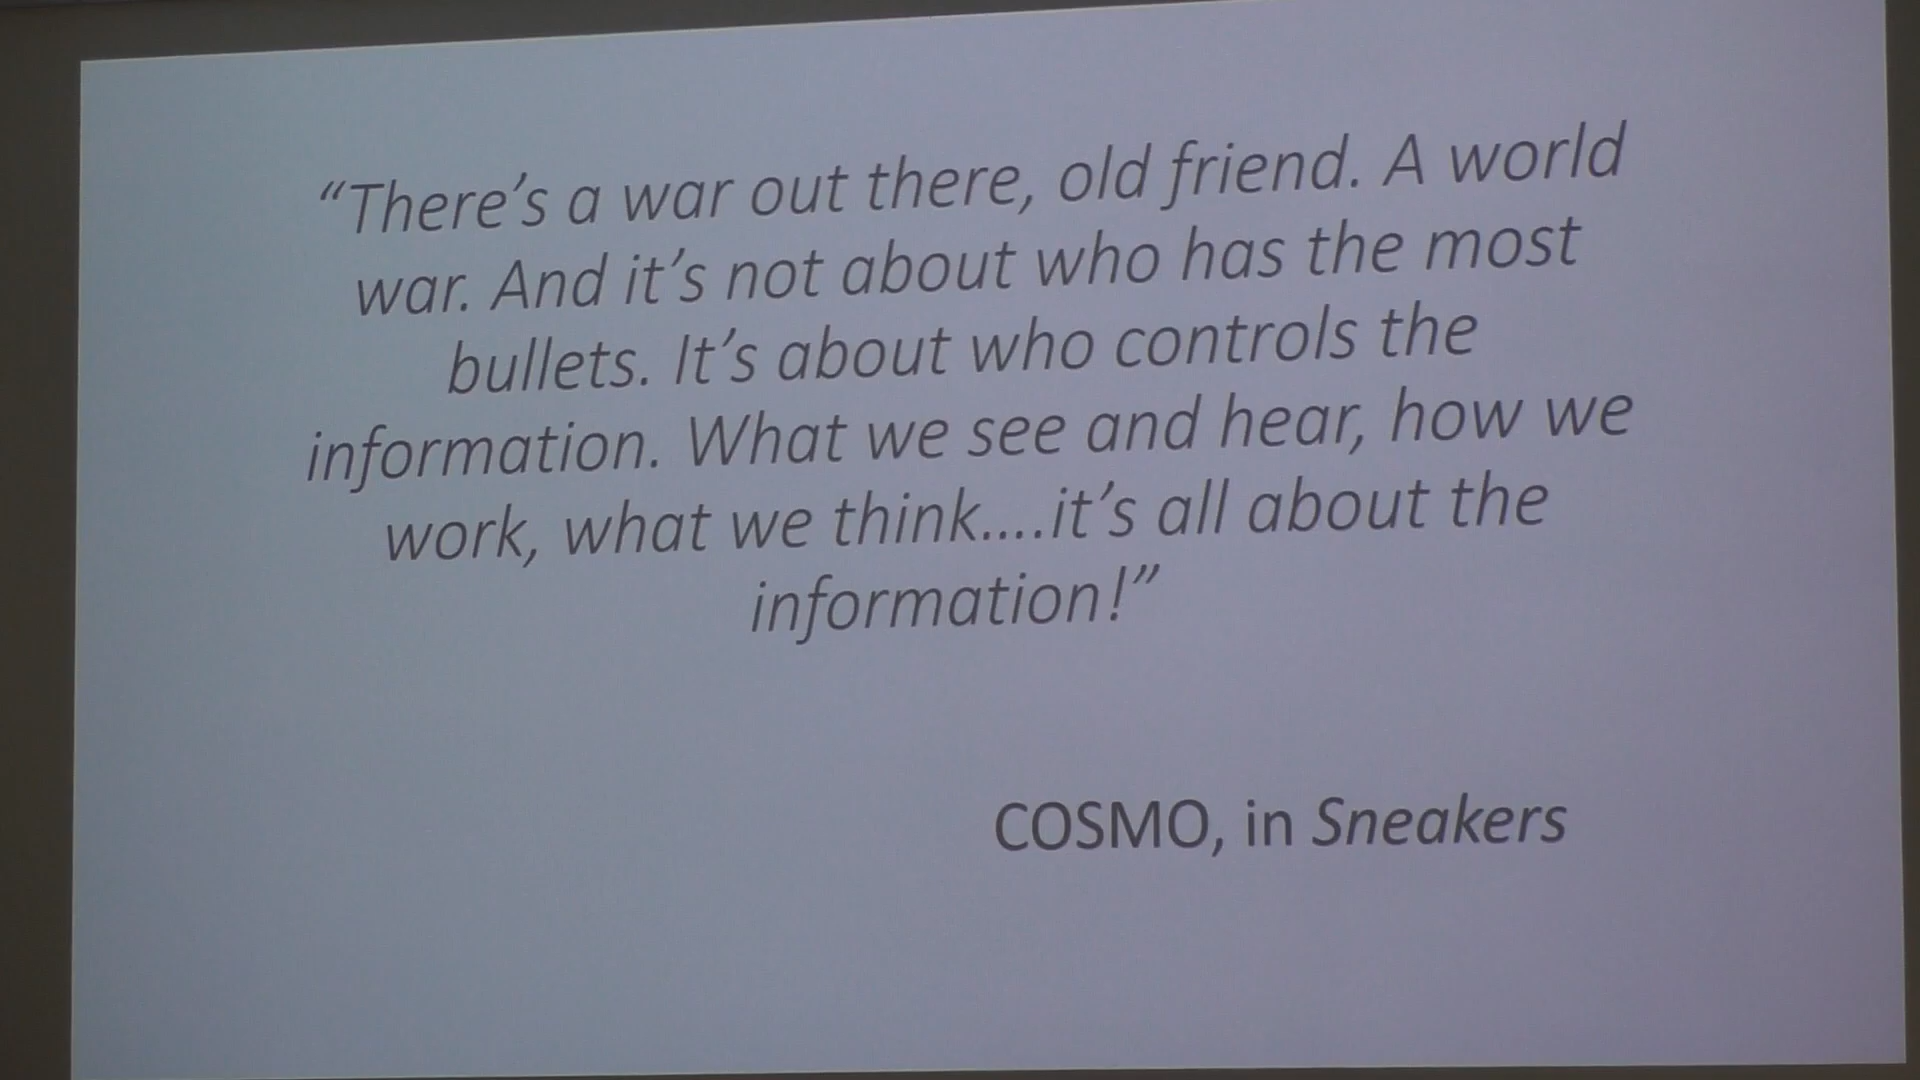 “There’s a war out there, old friend. A world
war. And it’s not about who has the most
bullets. It’s about who controls the
information. What we see and hear, how we
work, what we think....it’s all about the
information!”
COSMO, in Sneakers